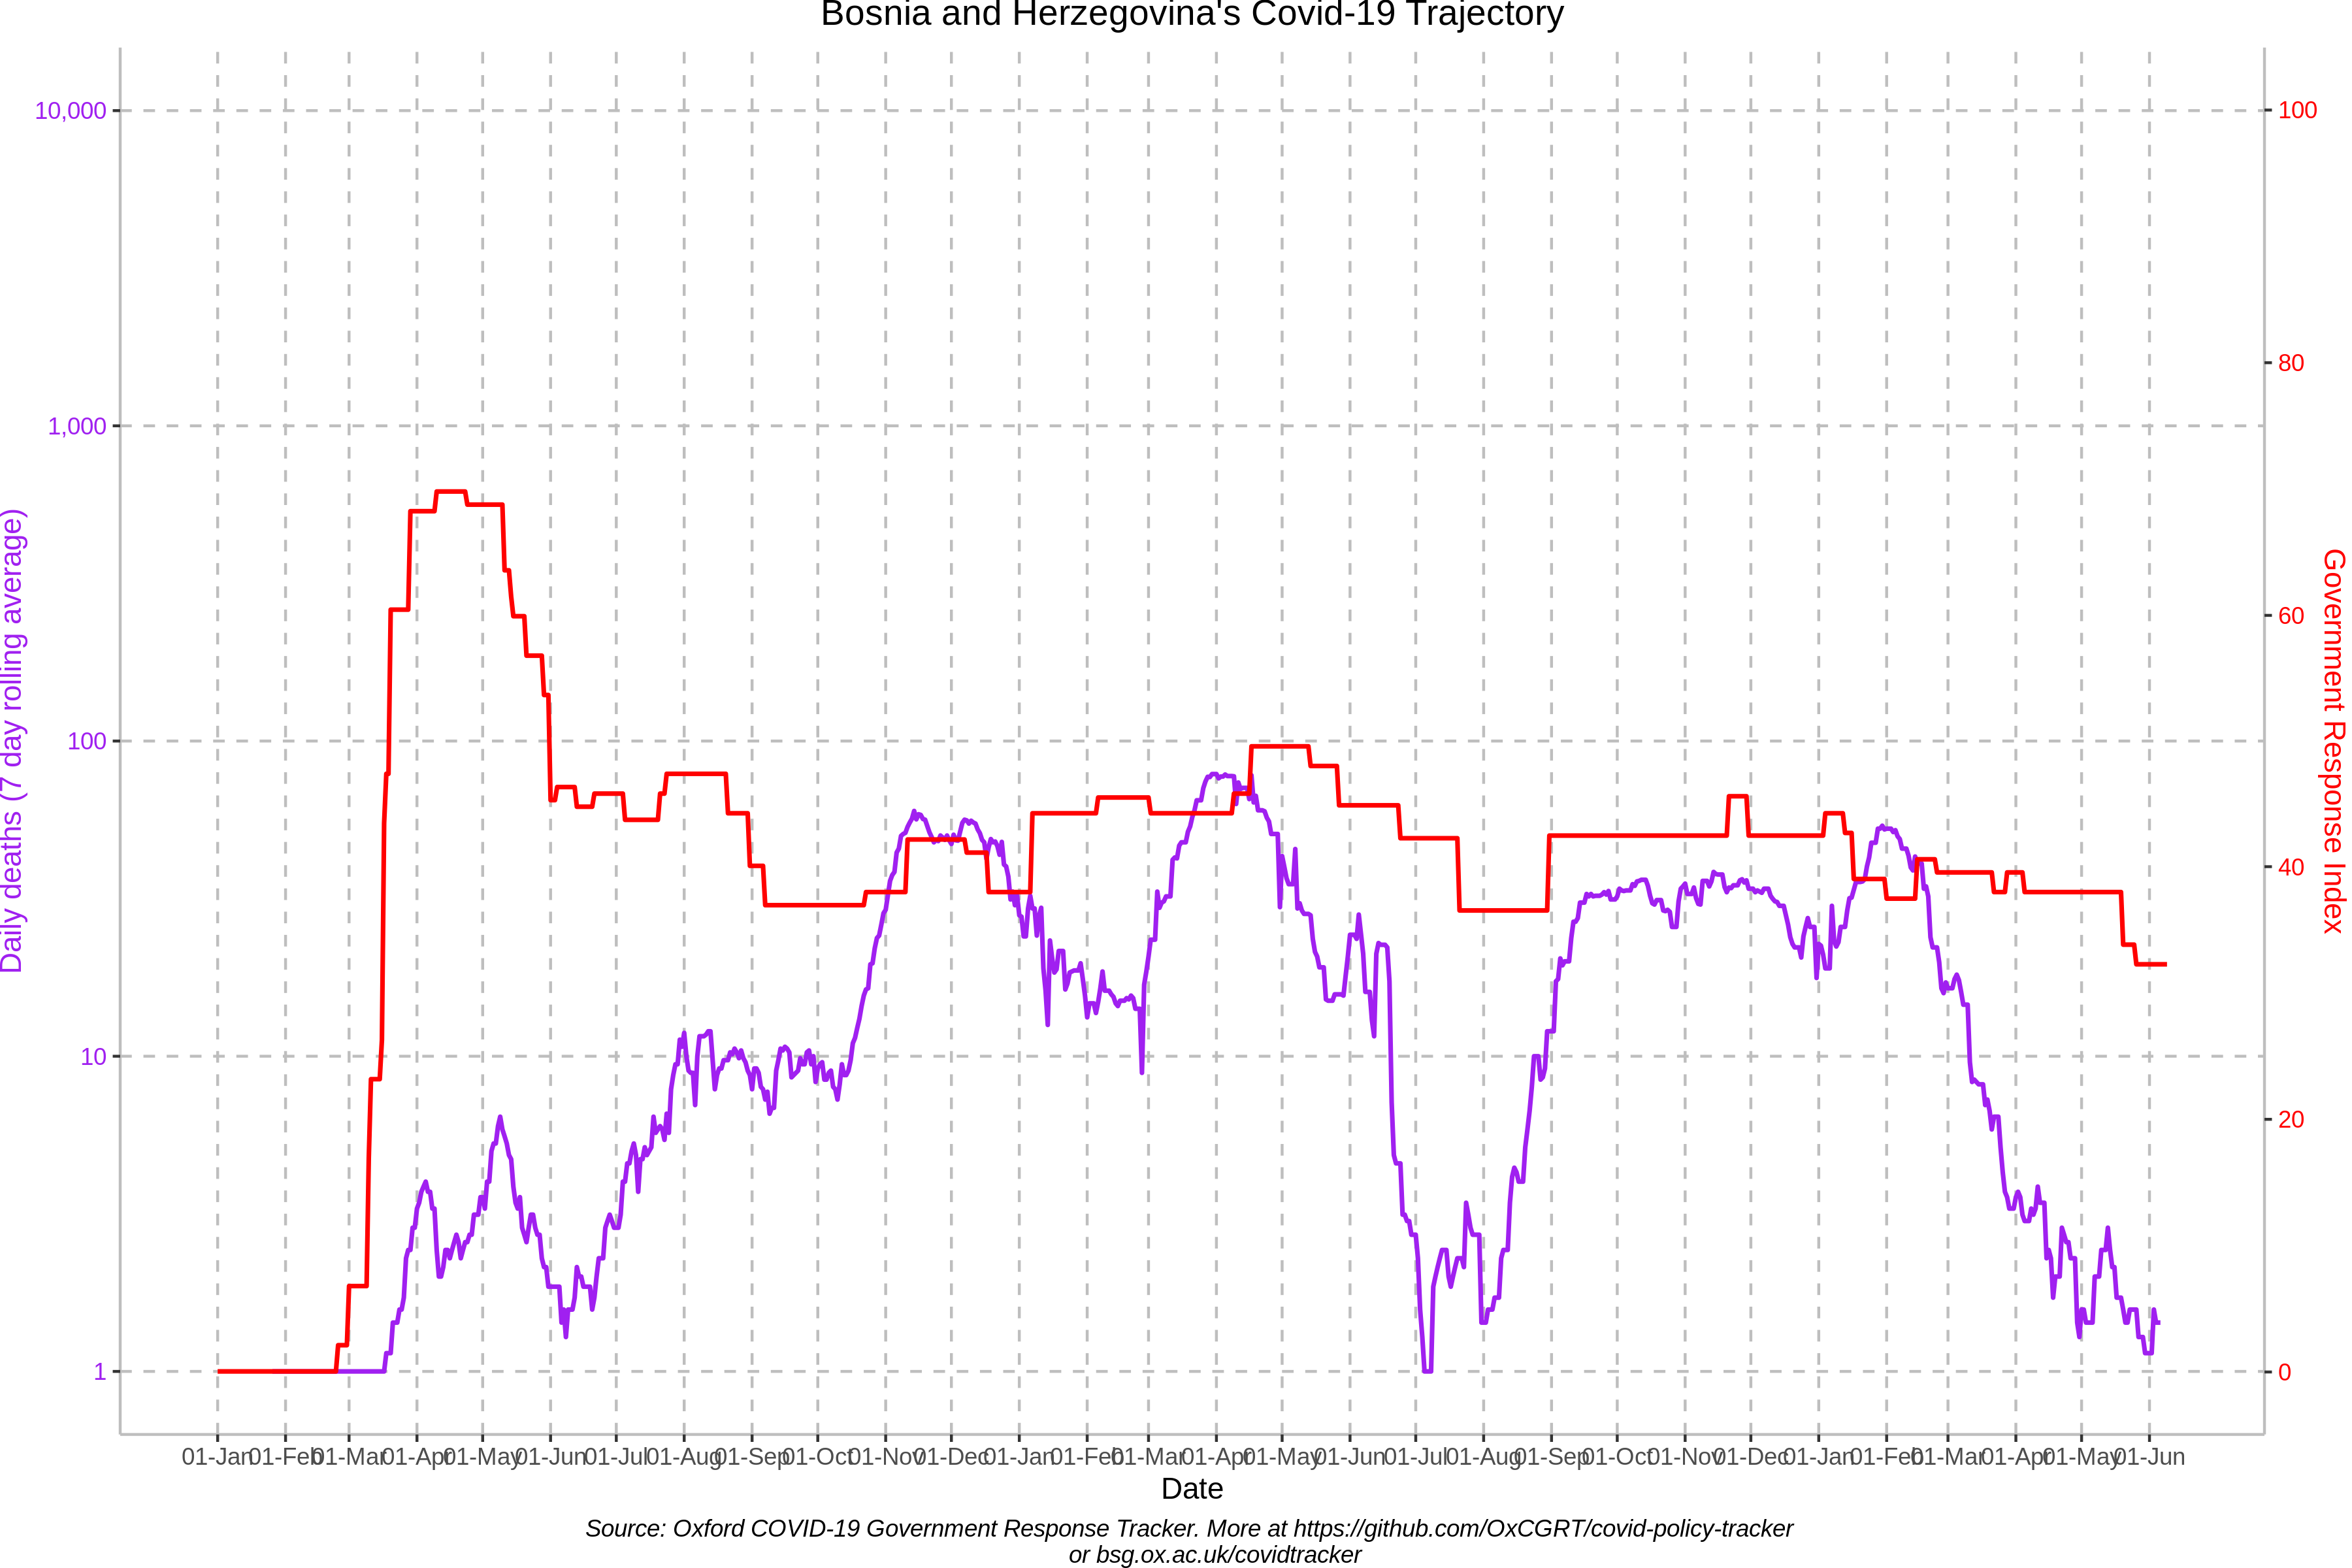 Bosnia and Herzegovina's Covid-19 Trajectory
10,000
1,000
100
10
1
Daily deaths (7 day rolling average)
100
80
60
40
20
0
Government Response Index
01-Jan 01-Feb 01-Mar 01-Apr 01-May 01-Jun 01-Jul 01-Aug 01-Sep 01-Oct 01-Nov 01-Dec 01-Jan 01-Feb 01-Mar 01-Apr 01-May 01-Jun 01-Jul 01-Aug 01-Sep 01-Oct 01-Nov 01-Dec 01-Jan 01-Feb 01-Mar 01-Apr 01-May 01-Jun
Date
Source: Oxford COVID-19 Government Response Tracker. More at https://github.com/OxCGRT/covid-policy-tracker
or bsg.ox.ac.uk/covidtracker